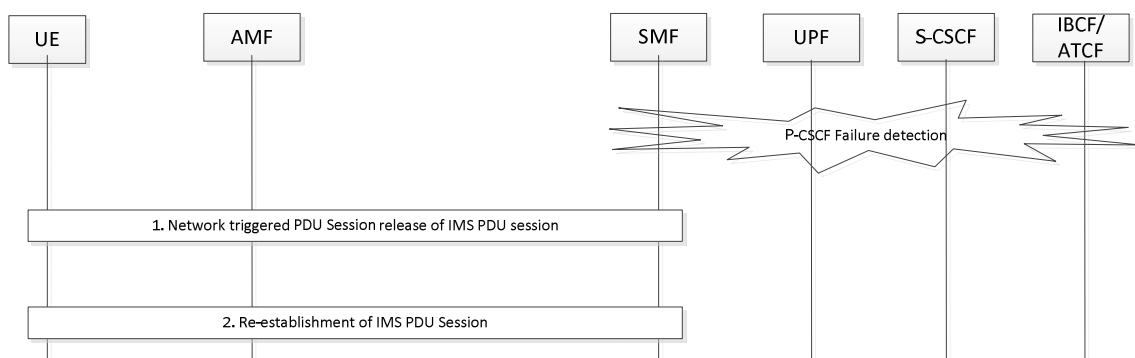 UE
AMF
SMF
UPF
S-CSCF
IBCF/
ATCF
P-CSCF Failure detection
1. Network triggered PDU Session release of IMS PDU session
2. Re-establishment of IMS PDU Session